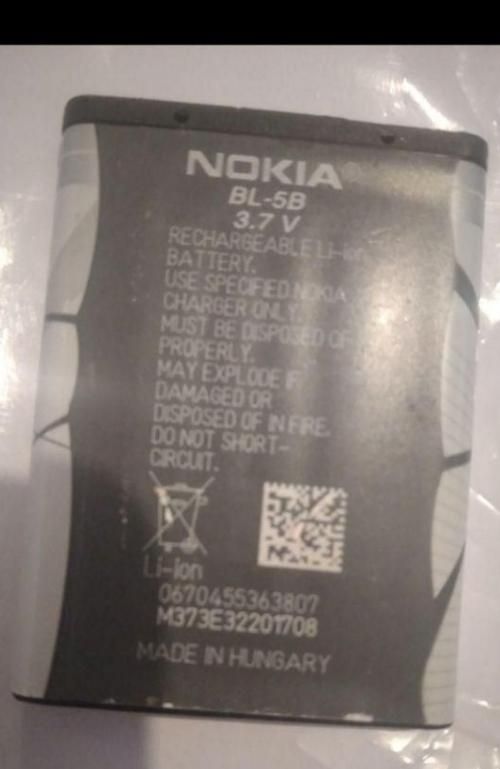 NOKIA
BL-5B
3.7 V
RECHARGEABLE Li-ion
BATTERY.
USE SPECIFIED NOKIA
CHARGER ONLY.
MUST BE DISPOSED OF
PROPERLY.
MAY EXPLODE IF
DAMAGED OR
DISPOSED OF IN FIRE.
DO NOT SHORT-
CIRCUIT.
Li-ion
0670455363807
M373E32201708
MADE IN HUNGARY